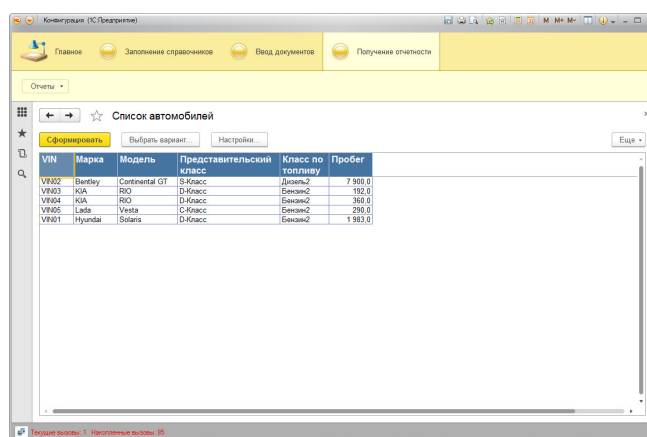 Конфигурация (1С:Предприятие)
M M+ M-
Главное Заполнение справочников Ввод документов Получение отчетности
Отчеты
Список автомобилей
Сформировать Выбрать вариант... Настройки... Еще
VIN Марка Модель Представительский класс Класс по топливу Пробег
VIN02 Bentley Continental GT S-Класс Дизель2 7 900,0
VIN03 KIA RIO D-Класс Бензин2 192,0
VIN04 KIA RIO D-Класс Бензин2 360,0
VIN05 Lada Vesta C-Класс Бензин2 290,0
VIN01 Hyundai Solaris D-Класс Бензин2 1 983,0
Текущие вызовы: 1 Накопленные вызовы: 85